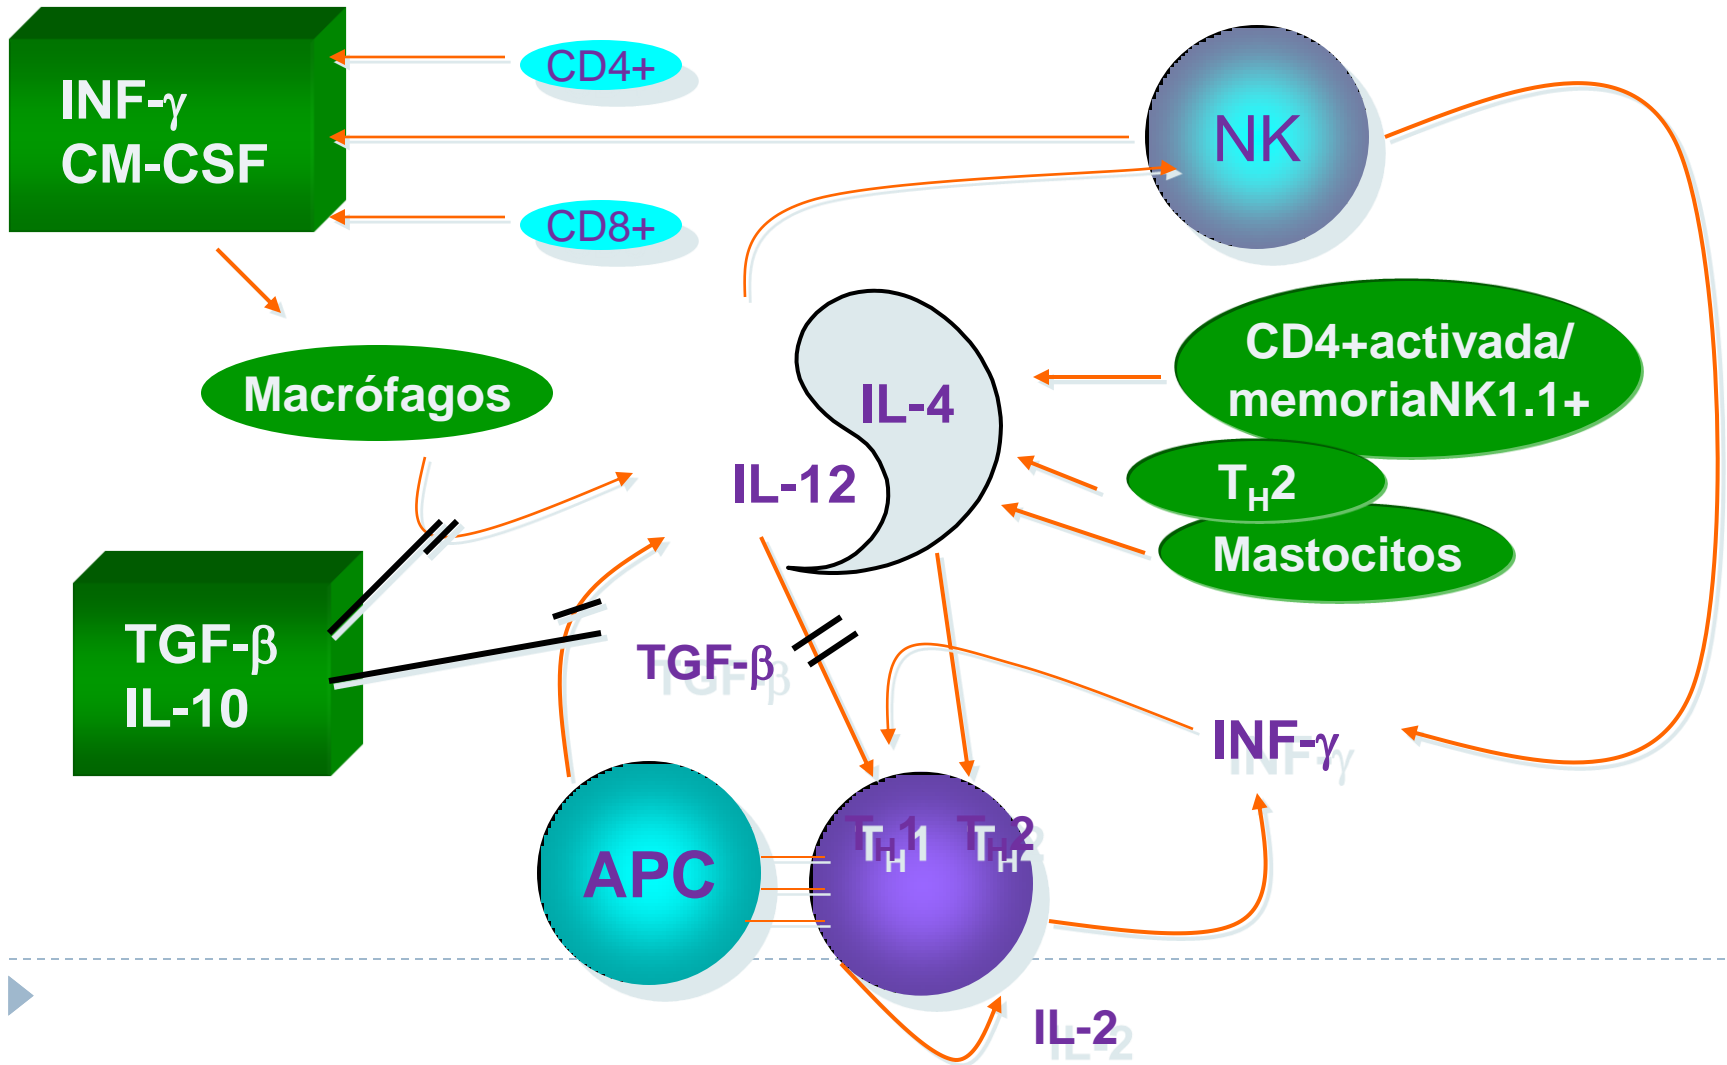 INF-γ
CM-CSF
CD4+
CD8+
NK
Macrófagos
IL-4
IL-12
CD4+activada/
memoriaNK1.1+
TH2
Mastocitos
TGF-β
IL-10
TGF-β
INF-γ
APC
TH1
TH2
IL-2